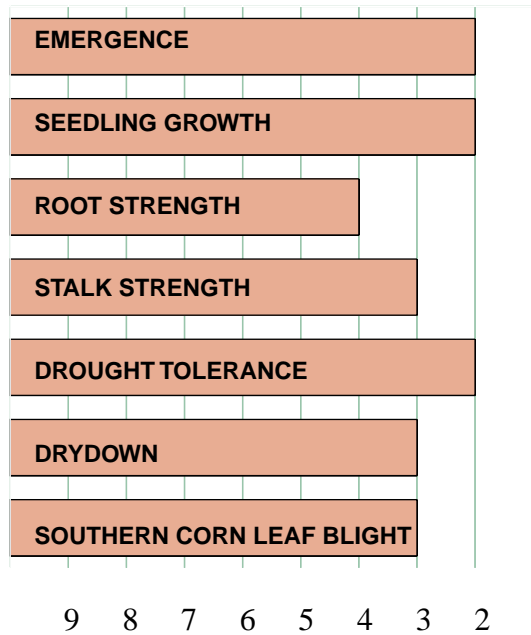 EMERGENCE
SEEDLING GROWTH
ROOT STRENGTH
STALK STRENGTH
DROUGHT TOLERANCE
DRYDOWN
SOUTHERN CORN LEAF BLIGHT
9 8 7 6 5 4 3 2